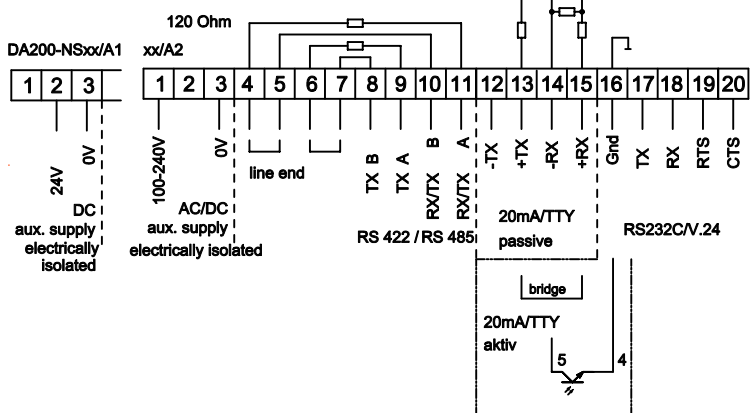 120 Ohm
DA200-NSxx/A1 xx/A2
1 2 3 1 2 3 4 5 6 7 8 9 10 11 12 13 14 15 16 17 18 19 20
24V
0V
100-240V
0V
line end
TX B
TX A
RX/TX B
RX/TX A
-TX
+TX
-RX
+RX
Gnd
TX
RX
RTS
CTS
DC
aux. supply
electrically
isolated
AC/DC
aux. supply
electrically isolated
RS 422 / RS 485
20mA/TTY
passive
RS232C/V.24
bridge
20mA/TTY
aktiv
5 4